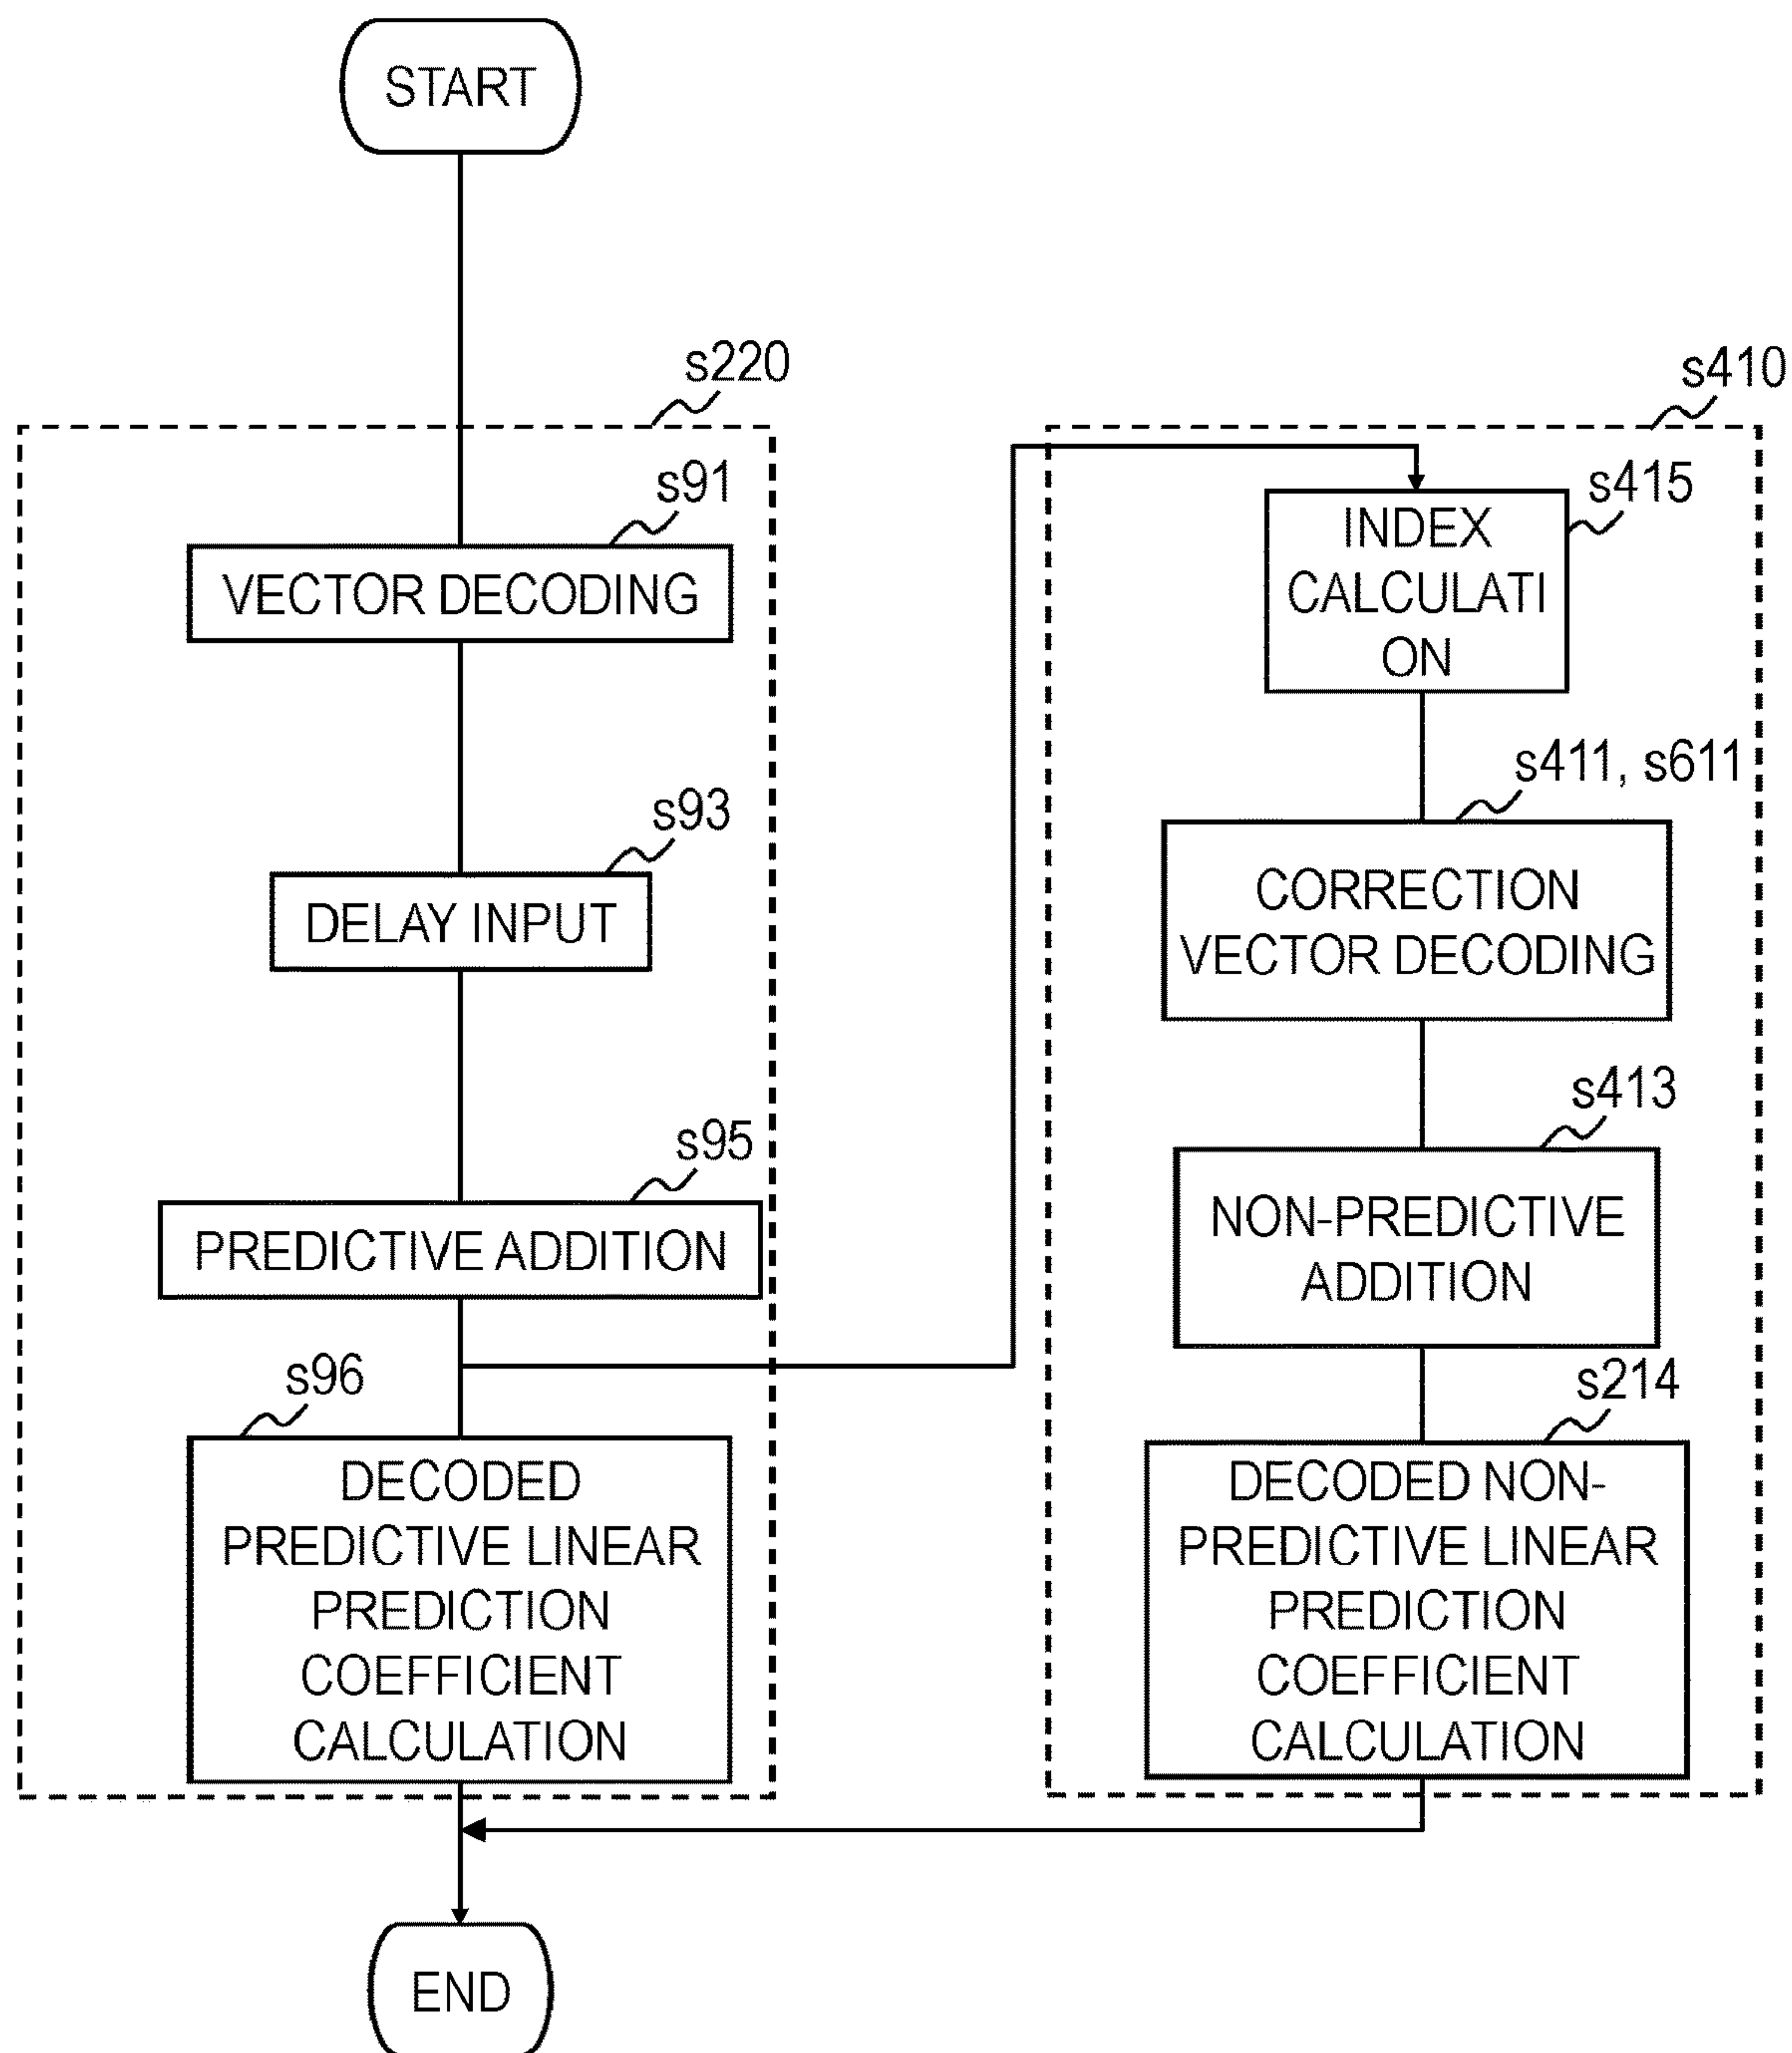 START
s220
s91
VECTOR DECODING
s93
DELAY INPUT
s95
PREDICTIVE ADDITION
s96
DECODED
PREDICTIVE LINEAR
PREDICTION
COEFFICIENT
CALCULATION
s410
s415
INDEX
CALCULATI
ON
s411, s611
CORRECTION
VECTOR DECODING
s413
NON-PREDICTIVE
ADDITION
s214
DECODED NON-
PREDICTIVE LINEAR
PREDICTION
COEFFICIENT
CALCULATION
END